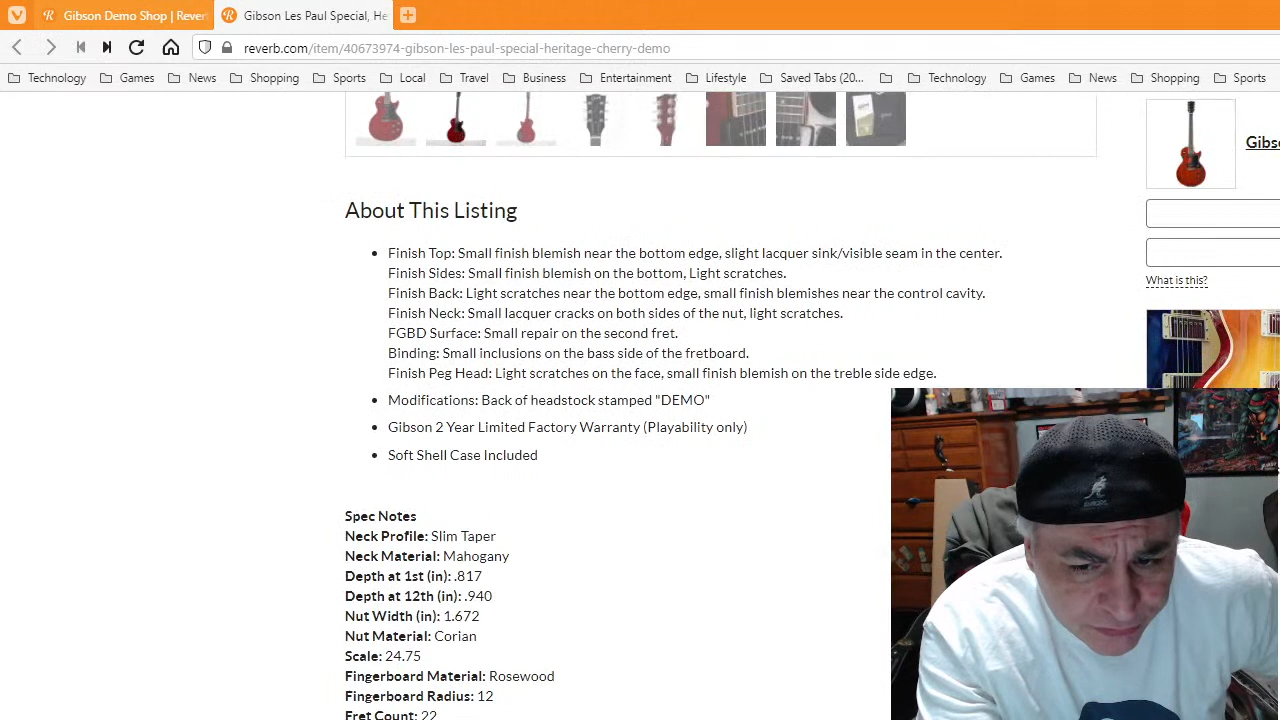 Gibson Demo Shop | Rever
Gibson Les Paul Special, He
reverb.com/item/40673974-gibson-les-paul-special-heritage-cherry-demo
Technology Games News Shopping Sports Local Travel Business Entertainment Lifestyle Saved Tabs (20... Technology Games News Shopping Sports
Gibs
About This Listing
Finish Top: Small finish blemish near the bottom edge, slight lacquer sink/visible seam in the center.
Finish Sides: Small finish blemish on the bottom, Light scratches.
What is this?
Finish Back: Light scratches near the bottom edge, small finish blemishes near the control cavity.
Finish Neck: Small lacquer cracks on both sides of the nut, light scratches.
FGBD Surface: Small repair on the second fret.
Binding: Small inclusions on the bass side of the fretboard.
Finish Peg Head: Light scratches on the face, small finish blemish on the treble side edge.
Modifications: Back of headstock stamped "DEMO"
Gibson 2 Year Limited Factory Warranty (Playability only)
Soft Shell Case Included
Spec Notes
Neck Profile: Slim Taper
Neck Material: Mahogany
Depth at 1st (in): .817
Depth at 12th (in): .940
Nut Width (in): 1.672
Nut Material: Corian
Scale: 24.75
Fingerboard Material: Rosewood
Fingerboard Radius: 12
Fret Count: 22